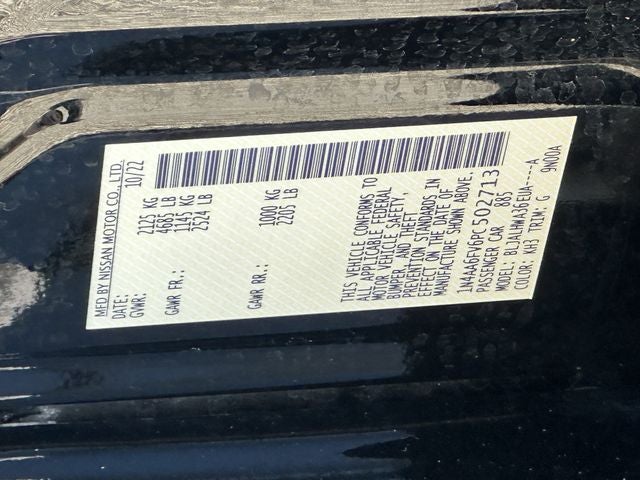 MFD BY NISSAN MOTOR CO., LTD.
DATE: 10/22
GVWR: 2125 KG
4685 LB
GAWR FR.: 1145 KG
2524 LB
GAWR RR.: 1000 KG
2205 LB
THIS VEHICLE CONFORMS TO
ALL APPLICABLE FEDERAL
MOTOR VEHICLE SAFETY,
BUMPER, AND THEFT
PREVENTION STANDARDS IN
EFFECT ON THE DATE OF
MANUFACTURE SHOWN ABOVE.
1N4AA6FV6PC502713
PASSENGER CAR 885
MODEL: BLJALHWA36EUA----A
COLOR: KH3 TRIM: G 9N00A